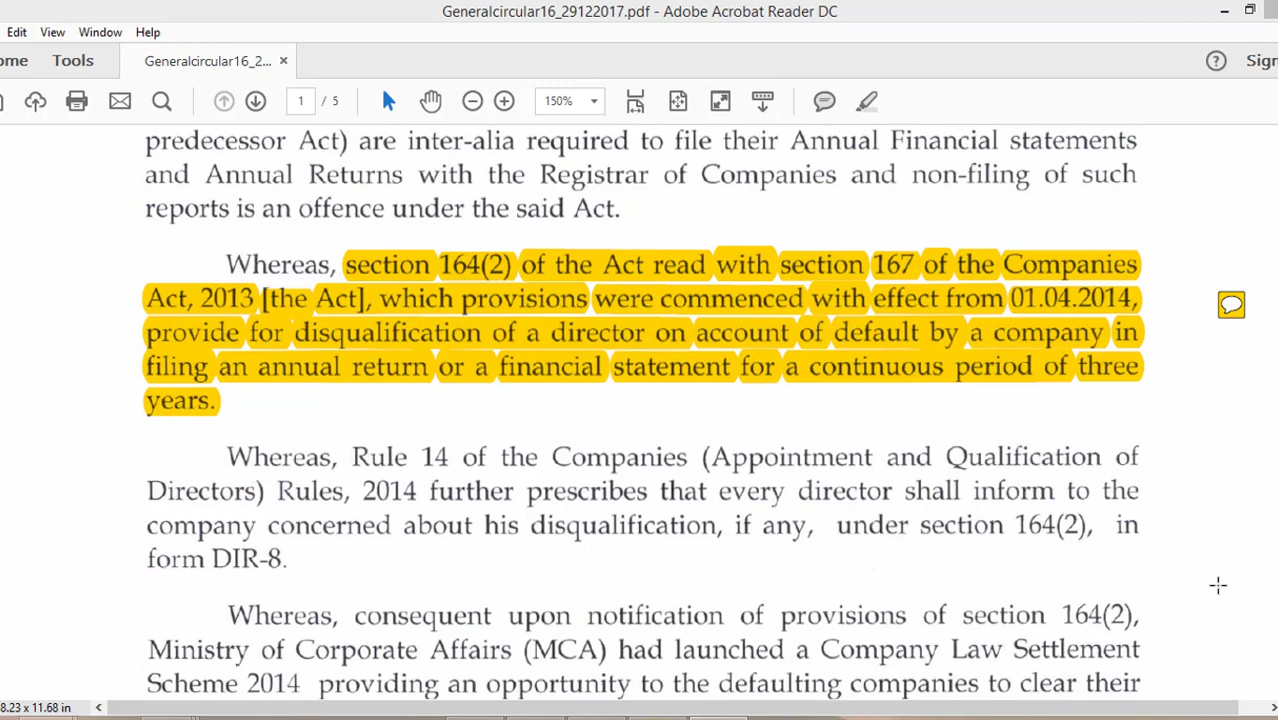 Generalcircular16_29122017.pdf - Adobe Acrobat Reader DC
Edit View Window Help
ome Tools Generalcircular16_2... × ? Sign
1 / 5 150%
predecessor Act) are inter-alia required to file their Annual Financial statements
and Annual Returns with the Registrar of Companies and non-filing of such
reports is an offence under the said Act.
Whereas, section 164(2) of the Act read with section 167 of the Companies
Act, 2013 [the Act], which provisions were commenced with effect from 01.04.2014,
provide for disqualification of a director on account of default by a company in
filing an annual return or a financial statement for a continuous period of three
years.
Whereas, Rule 14 of the Companies (Appointment and Qualification of
Directors) Rules, 2014 further prescribes that every director shall inform to the
company concerned about his disqualification, if any, under section 164(2), in
form DIR-8.
Whereas, consequent upon notification of provisions of section 164(2),
Ministry of Corporate Affairs (MCA) had launched a Company Law Settlement
Scheme 2014 providing an opportunity to the defaulting companies to clear their
8.23 x 11.68 in